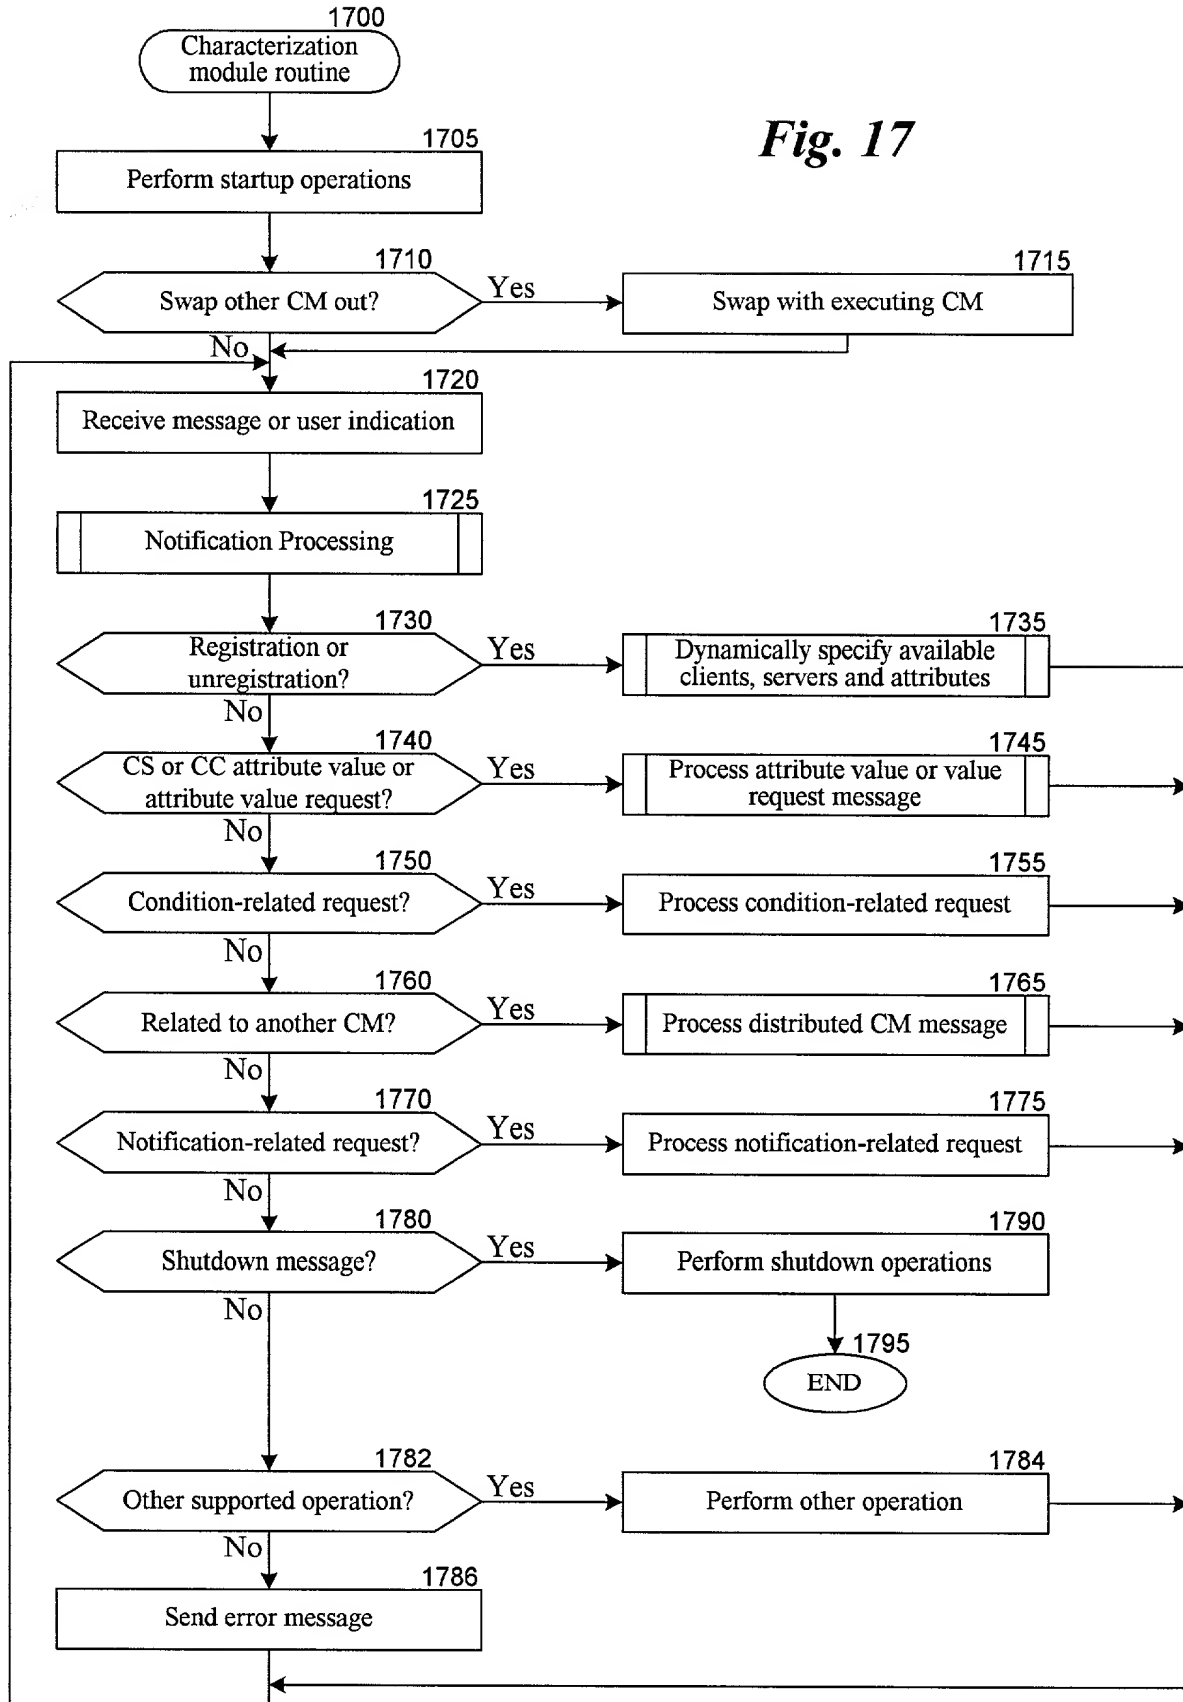 1700
Characterization
module routine
Fig. 17
1705
Perform startup operations
1710
Swap other CM out?
Yes
1715
Swap with executing CM
No
1720
Receive message or user indication
1725
Notification Processing
1730
Registration or
unregistration?
Yes
1735
Dynamically specify available
clients, servers and attributes
No
1740
CS or CC attribute value or
attribute value request?
Yes
1745
Process attribute value or value
request message
No
1750
Condition-related request?
Yes
1755
Process condition-related request
No
1760
Related to another CM?
Yes
1765
Process distributed CM message
No
1770
Notification-related request?
Yes
1775
Process notification-related request
No
1780
Shutdown message?
Yes
1790
Perform shutdown operations
No
1795
END
1782
Other supported operation?
Yes
1784
Perform other operation
No
1786
Send error message